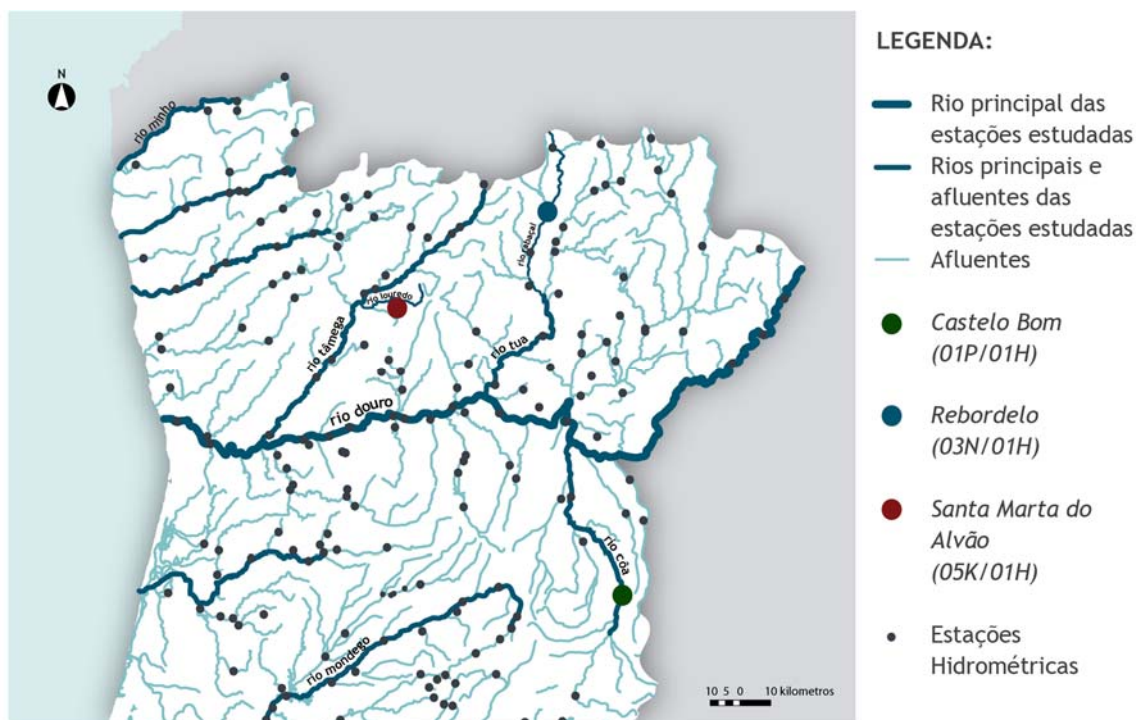 N
rio minho
rio rabaçal
rio louredo
rio tâmega
rio tua
rio douro
rio côa
rio mondego
10 5 0 10 kilometros
LEGENDA:
Rio principal das
estações estudadas
Rios principais e
afluentes das
estações estudadas
Afluentes
Castelo Bom
(01P/01H)
Rebordelo
(03N/01H)
Santa Marta do
Alvão
(05K/01H)
Estações
Hidrométricas